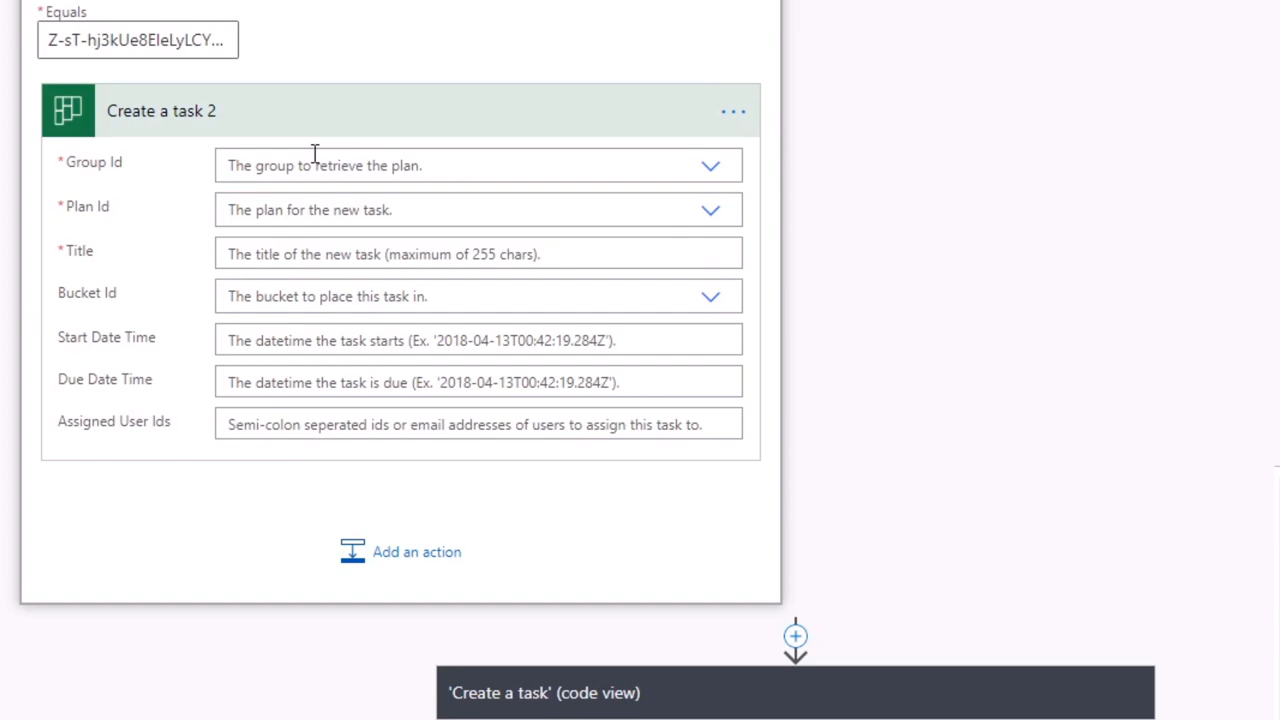 *Equals
Z-sT-hj3kUe8EleLyLCY...
Create a task 2
*Group Id
The group to retrieve the plan.
*Plan Id
The plan for the new task.
*Title
The title of the new task (maximum of 255 chars).
Bucket Id
The bucket to place this task in.
Start Date Time
The datetime the task starts (Ex. '2018-04-13T00:42:19.284Z').
Due Date Time
The datetime the task is due (Ex. '2018-04-13T00:42:19.284Z').
Assigned User Ids
Semi-colon seperated ids or email addresses of users to assign this task to.
Add an action
'Create a task' (code view)